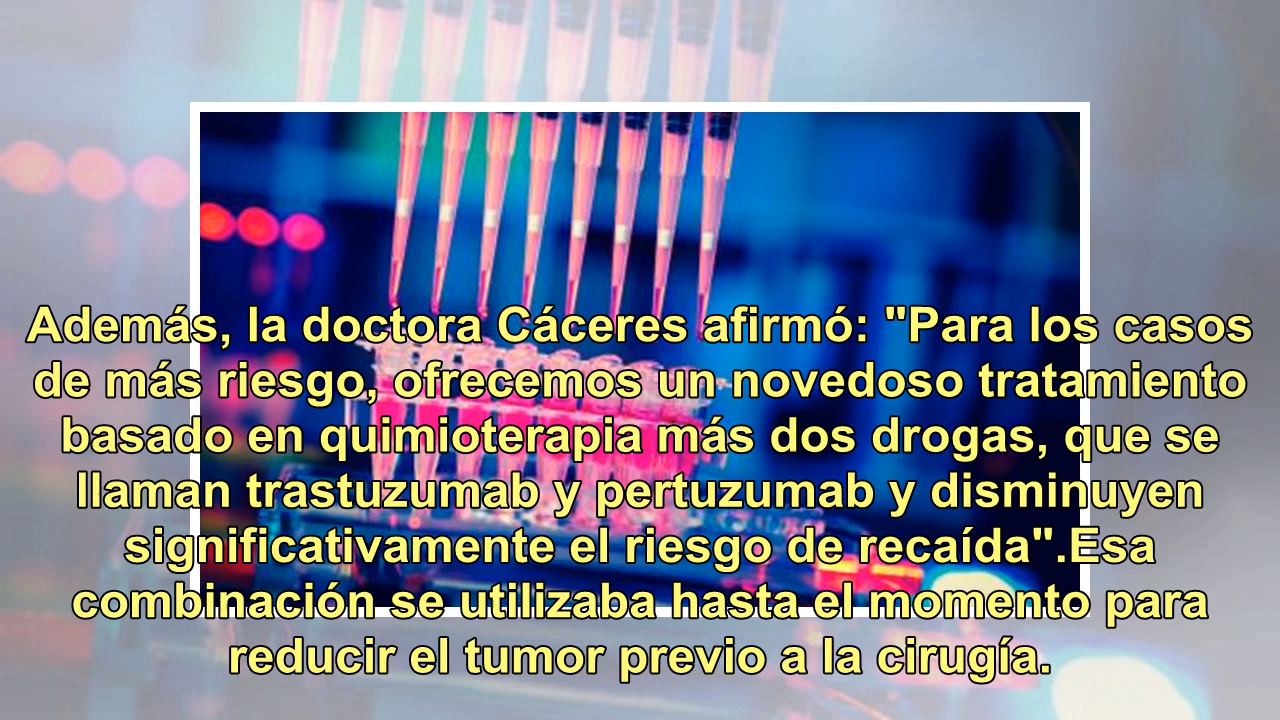 Además, la doctora Cáceres afirmó: "Para los casos
de más riesgo, ofrecemos un novedoso tratamiento
basado en quimioterapia más dos drogas, que se
llaman trastuzumab y pertuzumab y disminuyen
significativamente el riesgo de recaída".Esa
combinación se utilizaba hasta el momento para
reducir el tumor previo a la cirugía.